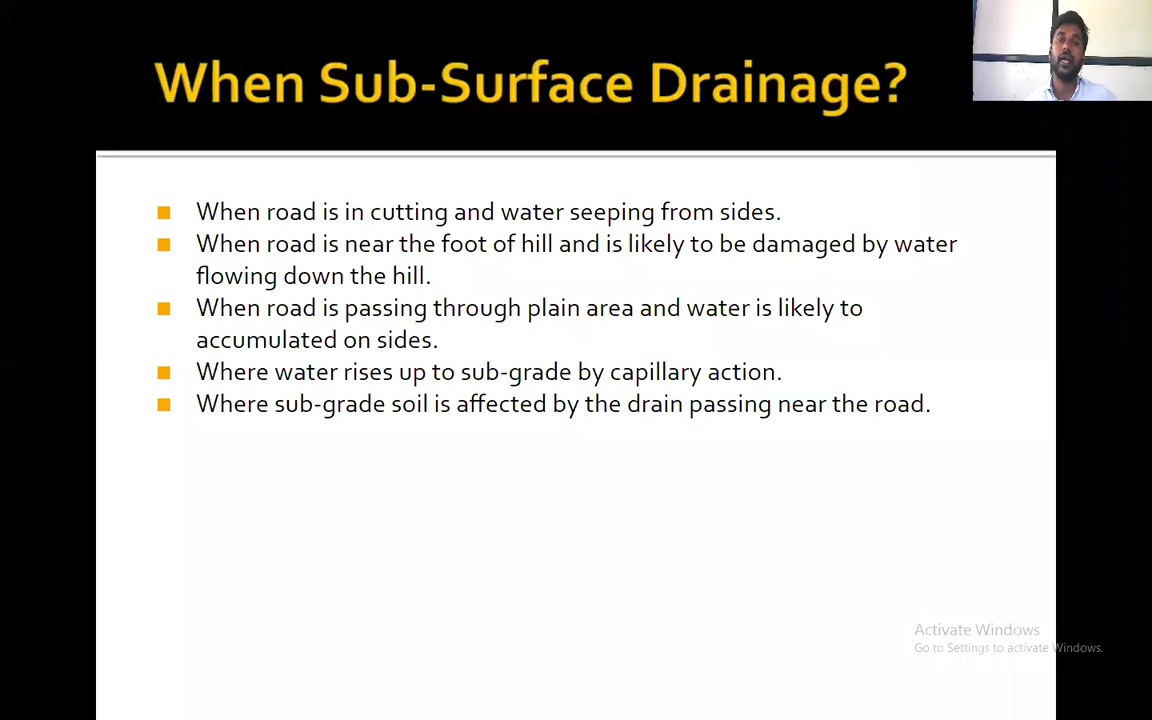 When Sub-Surface Drainage?
When road is in cutting and water seeping from sides.
When road is near the foot of hill and is likely to be damaged by water
flowing down the hill.
When road is passing through plain area and water is likely to
accumulated on sides.
Where water rises up to sub-grade by capillary action.
Where sub-grade soil is affected by the drain passing near the road.
Activate Windows
Go to Settings to activate Windows.